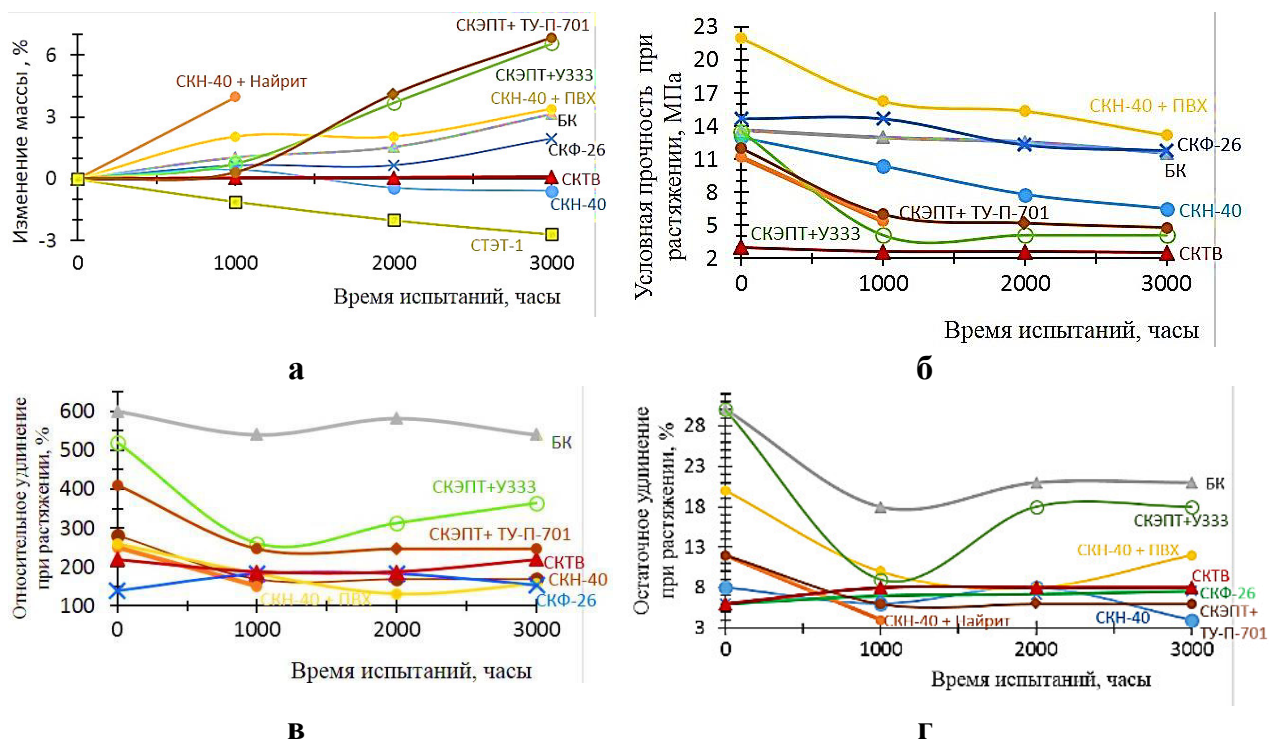 Изменение массы , %
6
3
0
-3
0
1000
2000
3000
СКЭПТ+ ТУ-П-701
СКН-40 + Найрит
СКЭПТ+У333
СКН-40 + ПВХ
БК
СКФ-26
СКТВ
СКН-40
СТЭТ-1
Время испытаний, часы
а
Условная прочность при
растяжении, МПа
23
20
17
14
11
8
5
2
0
1000
2000
3000
СКН-40 + ПВХ
СКФ-26
БК
СКН-40
СКЭПТ+ ТУ-П-701
СКЭПТ+У333
СКТВ
Время испытаний, часы
б
Относительное удлинение
при растяжении, %
600
500
400
300
200
100
0
1000
2000
3000
БК
СКЭПТ+У333
СКЭПТ+ ТУ-П-701
СКТВ
СКН-40
СКН-40 + ПВХ
СКФ-26
Время испытаний, часы
в
Остаточное удлинение
при растяжении, %
28
23
18
13
8
3
0
1000
2000
3000
БК
СКЭПТ+У333
СКН-40 + ПВХ
СКТВ
СКФ-26
СКЭПТ+
ТУ-П-701
СКН-40
СКН-40 + Найрит
Время испытаний, часы
г